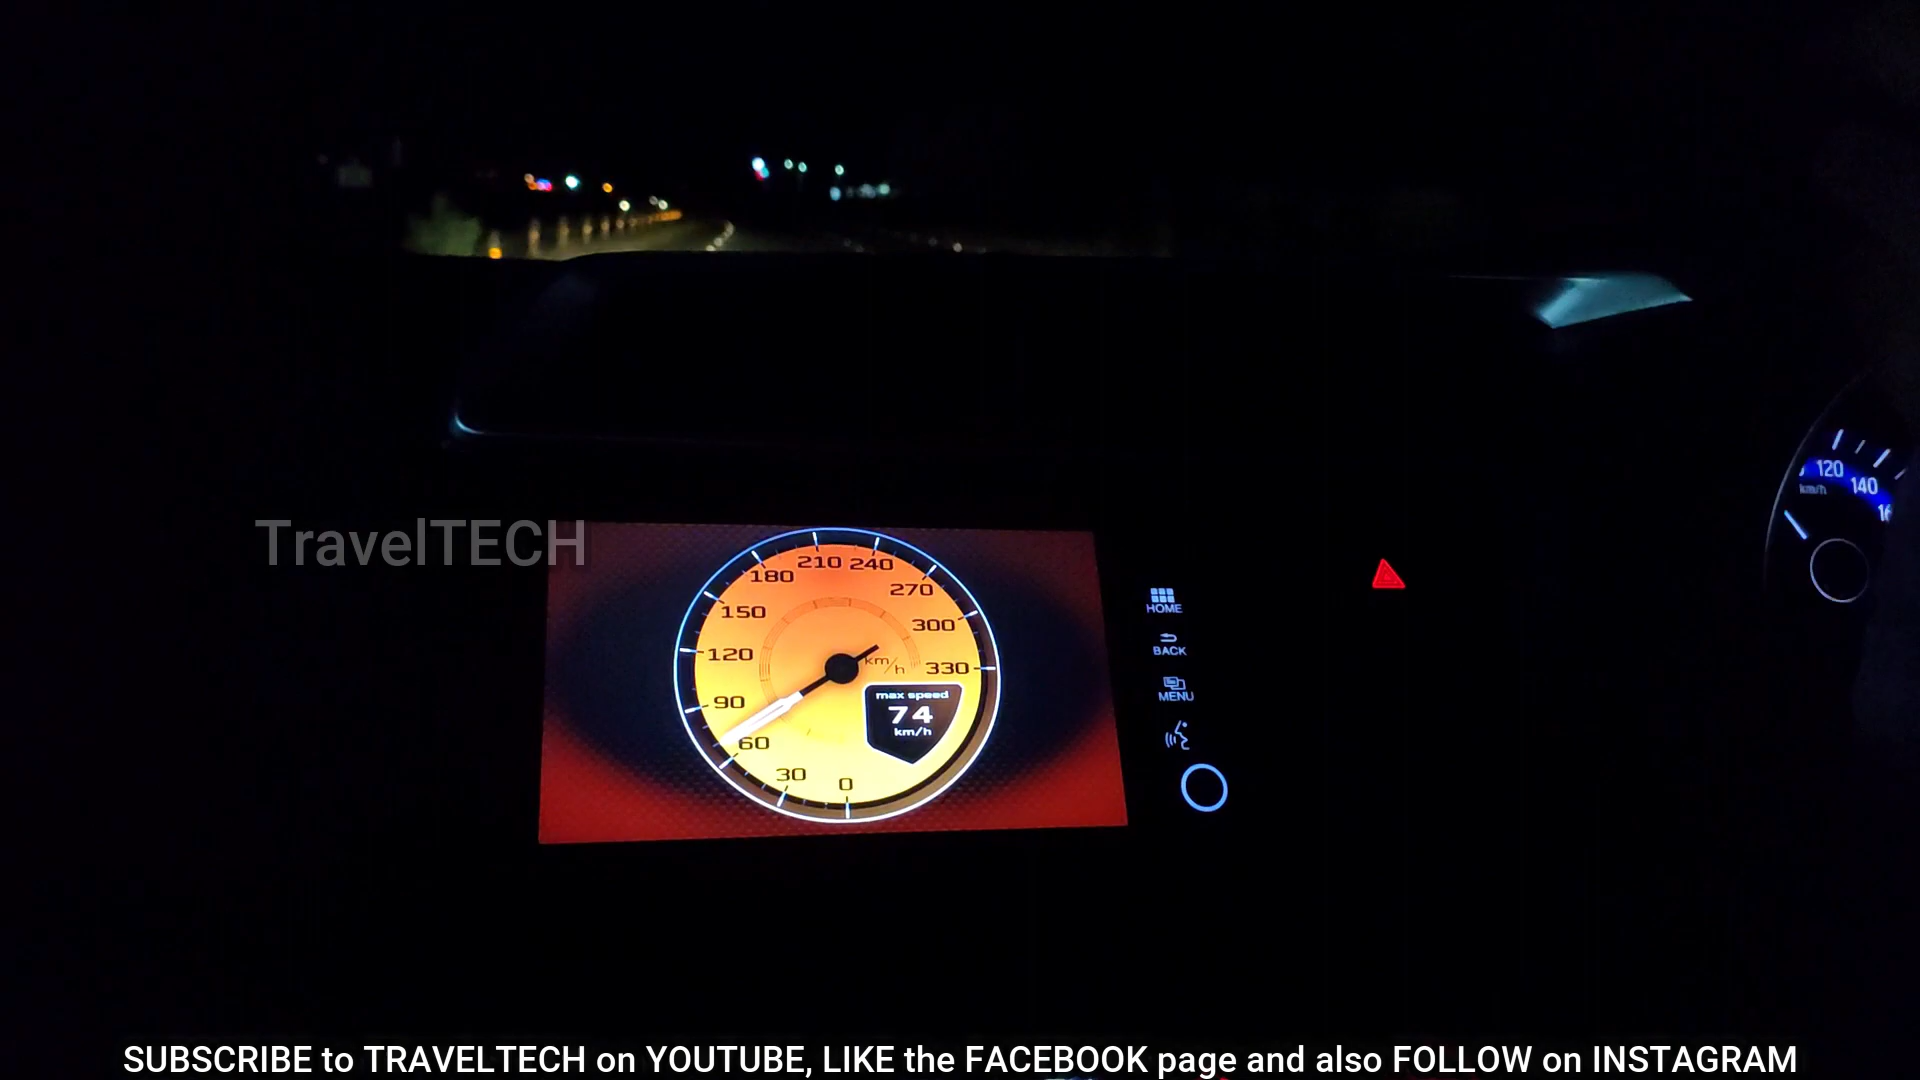 120
km/h
140
16
TravelTECH
210 240
180
270
150
300
120
km/h
330
90
max speed
74
km/h
60
30
0
HOME
BACK
MENU
SUBSCRIBE to TRAVELTECH on YOUTUBE, LIKE the FACEBOOK page and also FOLLOW on INSTAGRAM